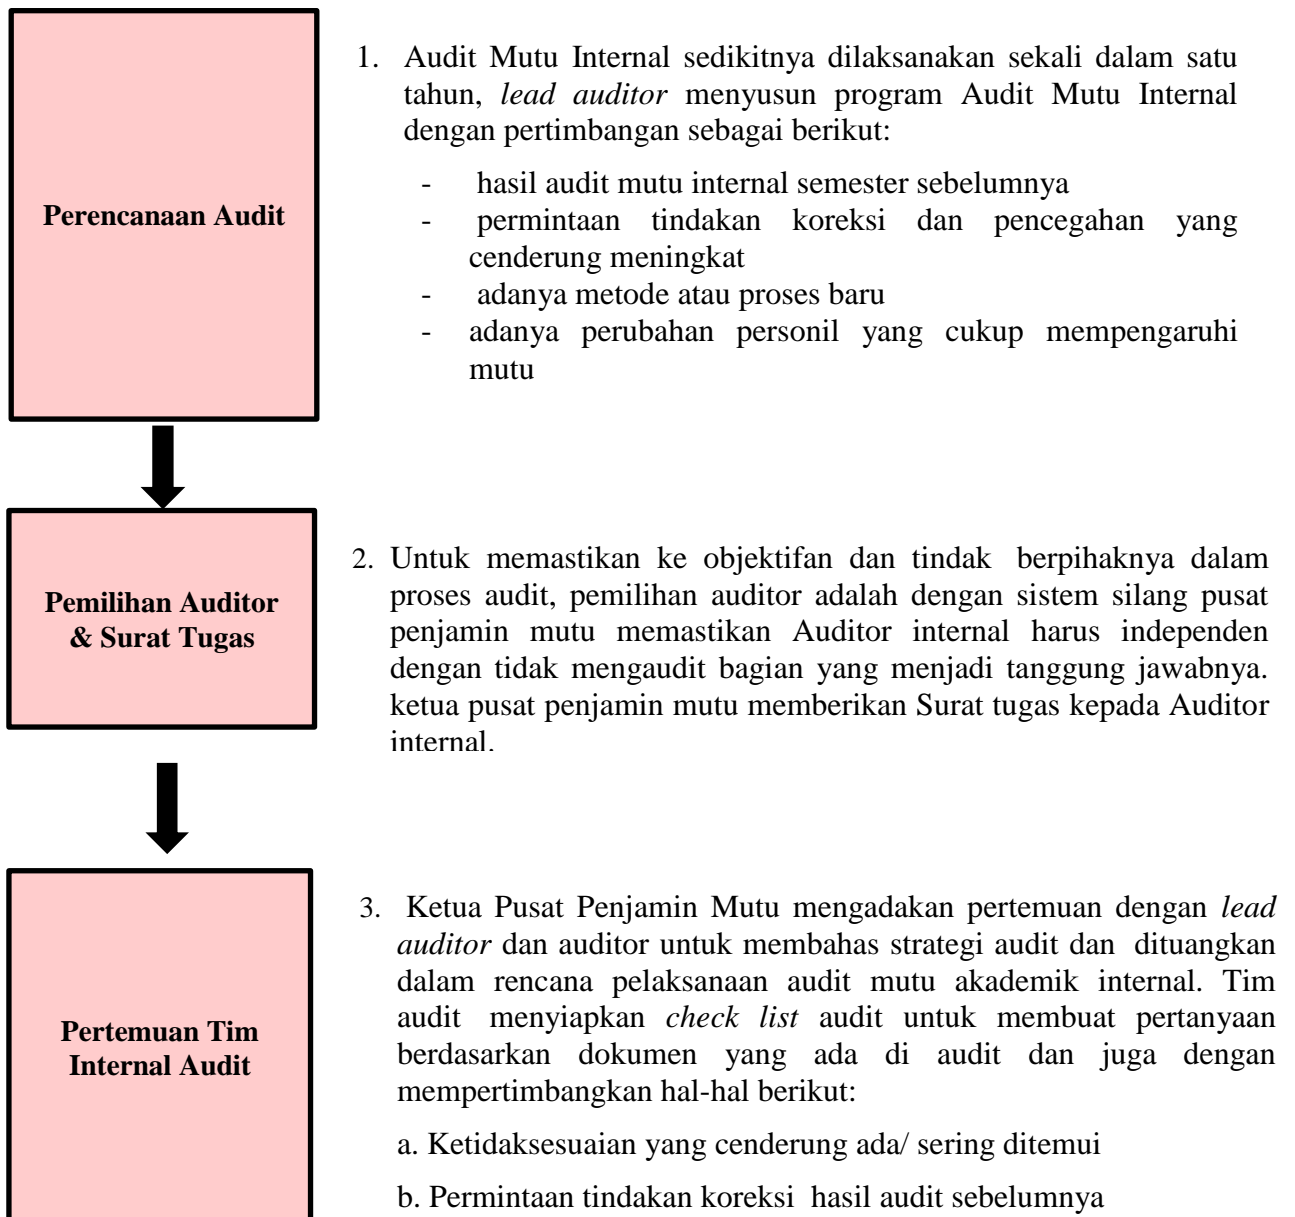 1. Audit Mutu Internal sedikitnya dilaksanakan sekali dalam satu
tahun, lead auditor menyusun program Audit Mutu Internal
dengan pertimbangan sebagai berikut:
- hasil audit mutu internal semester sebelumnya
Perencanaan Audit
- permintaan tindakan koreksi dan pencegahan yang
cenderung meningkat
- adanya metode atau proses baru
- adanya perubahan personil yang cukup mempengaruhi
mutu
Pemilihan Auditor
& Surat Tugas
2. Untuk memastikan ke objektifan dan tindak berpihaknya dalam
proses audit, pemilihan auditor adalah dengan sistem silang pusat
penjamin mutu memastikan Auditor internal harus independen
dengan tidak mengaudit bagian yang menjadi tanggung jawabnya.
ketua pusat penjamin mutu memberikan Surat tugas kepada Auditor
internal.
Pertemuan Tim
Internal Audit
3. Ketua Pusat Penjamin Mutu mengadakan pertemuan dengan lead
auditor dan auditor untuk membahas strategi audit dan dituangkan
dalam rencana pelaksanaan audit mutu akademik internal. Tim
audit menyiapkan check list audit untuk membuat pertanyaan
berdasarkan dokumen yang ada di audit dan juga dengan
mempertimbangkan hal-hal berikut:
a. Ketidaksesuaian yang cenderung ada/ sering ditemui
b. Permintaan tindakan koreksi hasil audit sebelumnya